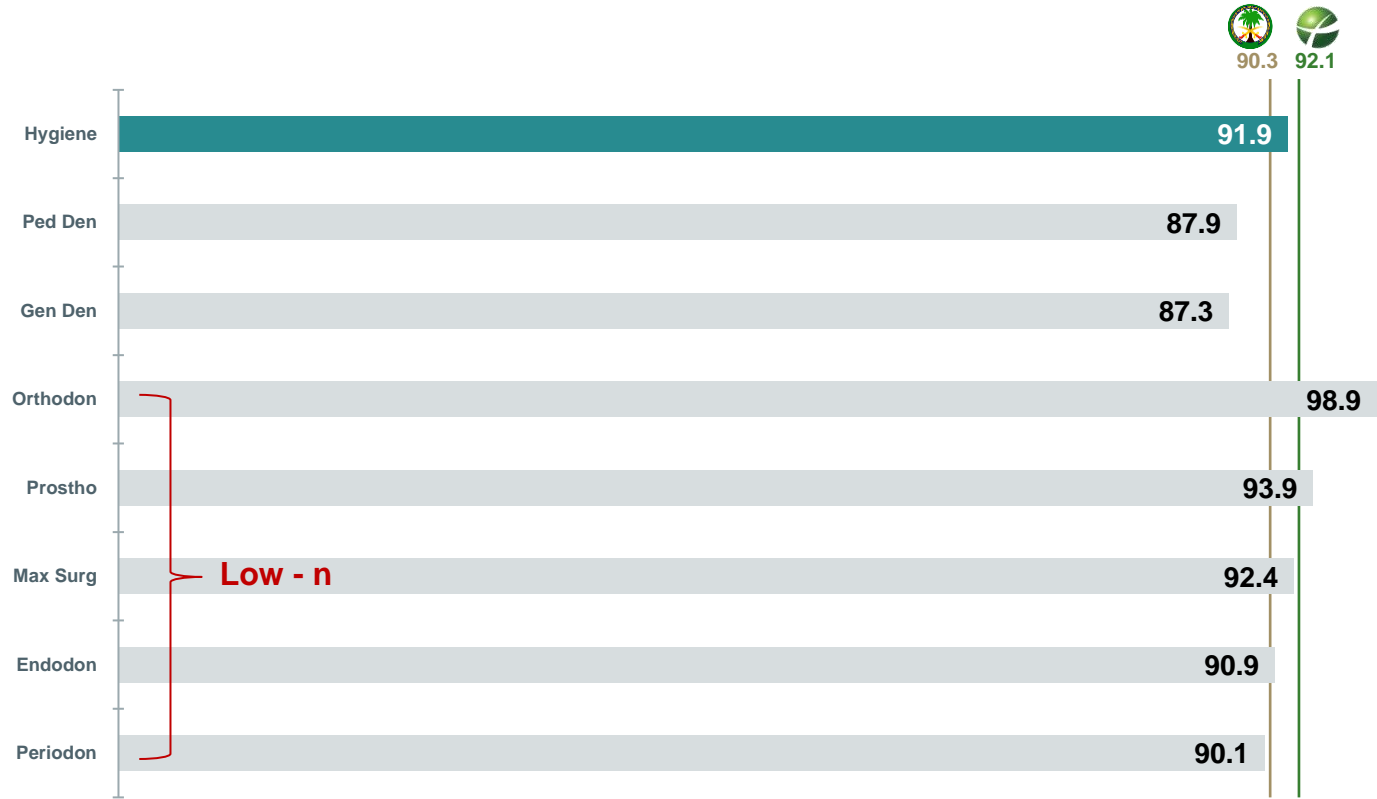 90.3 92.1
Hygiene 91.9
Ped Den 87.9
Gen Den 87.3
Orthodon 98.9
Prostho 93.9
Max Surg Low - n 92.4
Endodon 90.9
Periodon 90.1